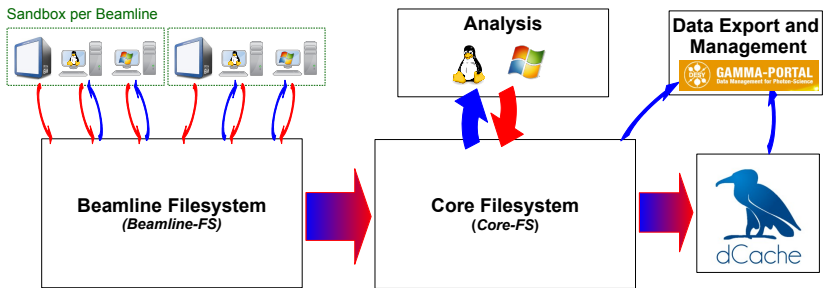 Sandbox per Beamline
Analysis
Data Export and
Management
DESY
GAMMA-PORTAL
Data Management for Photon-Science
Beamline Filesystem
(Beamline-FS)
Core Filesystem
(Core-FS)
dCache